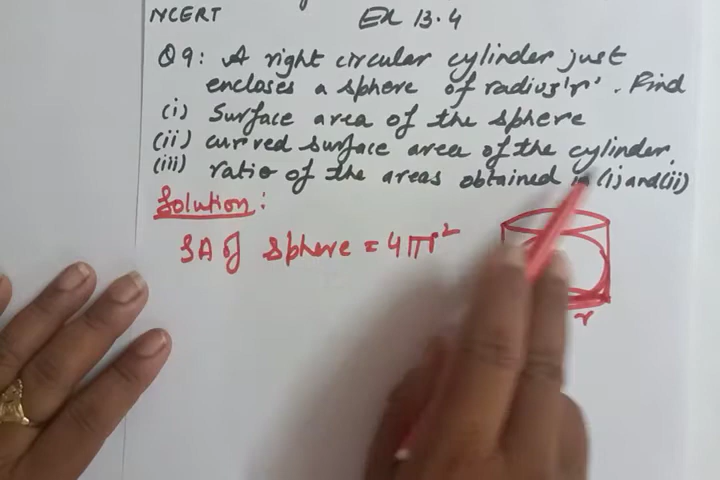 NCERT Ex 13.4
Q9: A right circular cylinder just
encloses a sphere of radius 'r'. Find
(i) Surface area of the sphere
(ii) curved surface area of the cylinder.
(iii) ratio of the areas obtained in (i) and (ii)
Solution:
SA of sphere = 4πr²
r